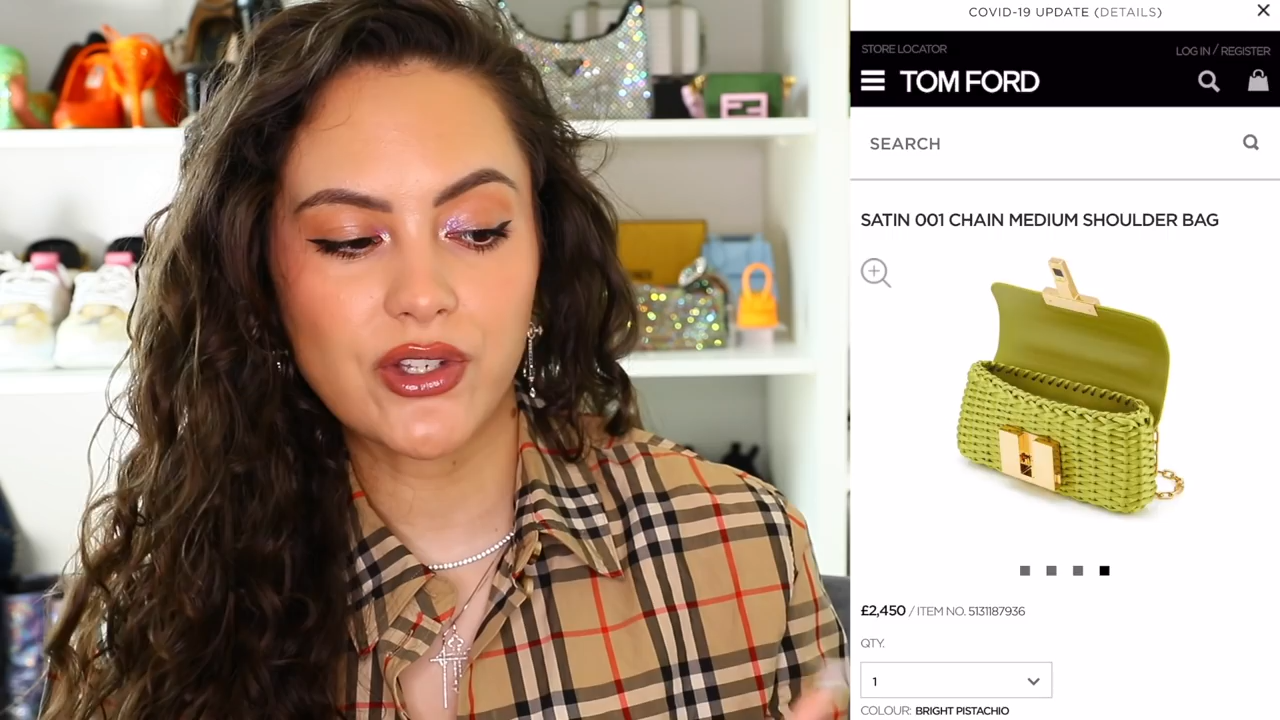 COVID-19 UPDATE (DETAILS)
STORE LOCATOR
LOG IN / REGISTER
TOM FORD
SEARCH
SATIN 001 CHAIN MEDIUM SHOULDER BAG
£2,450 / ITEM NO. 5131187936
QTY.
1
COLOUR: BRIGHT PISTACHIO